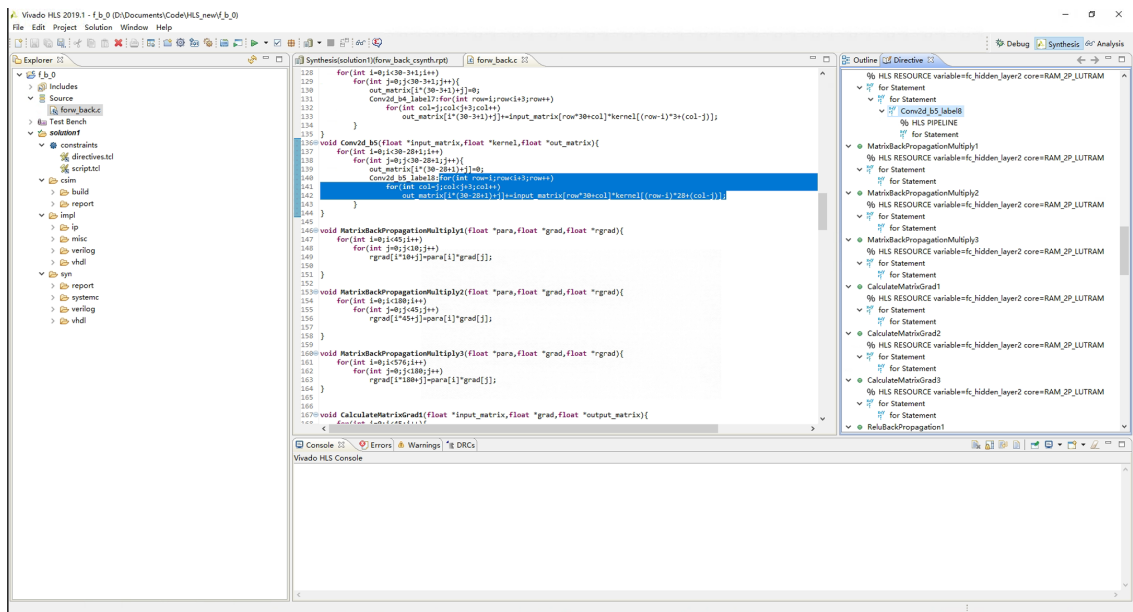 Vivado HLS 2019.1 - f_b_0 (D:\Documents\Code\HLS_new\f_b_0)
File Edit Project Solution Window Help
Debug Synthesis Analysis
Explorer
f_b_0
Includes
Source
forw_back.c
Test Bench
solution1
constraints
directives.tcl
script.tcl
csim
build
report
impl
ip
misc
verilog
vhdl
syn
report
systemc
verilog
vhdl
Synthesis(solution1)(forw_back_csynth.rpt) forw_back.c
128 for(int i=0;i<30-3+1;i++)
129 for(int j=0;j<30-3+1;j++){
130 out_matrix[i*(30-3+1)+j]=0;
131 Conv2d_b4_label7:for(int row=i;row<i+3;row++)
132 for(int col=j;col<j+3;col++)
133 out_matrix[i*(30-3+1)+j]+=input_matrix[row*30+col]*kernel[(row-i)*3+(col-j)];
134 }
135 }
136 void Conv2d_b5(float *input_matrix,float *kernel,float *out_matrix){
137 for(int i=0;i<30-28+1;i++)
138 for(int j=0;j<30-28+1;j++){
139 out_matrix[i*(30-28+1)+j]=0;
140 Conv2d_b5_label8:for(int row=i;row<i+3;row++)
141 for(int col=j;col<j+3;col++)
142 out_matrix[i*(30-28+1)+j]+=input_matrix[row*30+col]*kernel[(row-i)*28+(col-j)];
143 }
144 }
145
146 void MatrixBackPropagationMultiply1(float *para,float *grad,float *rgrad){
147 for(int i=0;i<45;i++)
148 for(int j=0;j<10;j++)
149 rgrad[i*10+j]=para[i]*grad[j];
150
151 }
152
153 void MatrixBackPropagationMultiply2(float *para,float *grad,float *rgrad){
154 for(int i=0;i<180;i++)
155 for(int j=0;j<45;j++)
156 rgrad[i*45+j]=para[i]*grad[j];
157
158 }
159
160 void MatrixBackPropagationMultiply3(float *para,float *grad,float *rgrad){
161 for(int i=0;i<576;i++)
162 for(int j=0;j<180;j++)
163 rgrad[i*180+j]=para[i]*grad[j];
164 }
165
166
167 void CalculateMatrixGrad1(float *input_matrix,float *grad,float *output_matrix){
Outline Directive
% HLS RESOURCE variable=fc_hidden_layer2 core=RAM_2P_LUTRAM
for Statement
for Statement
Conv2d_b5_label8
% HLS PIPELINE
for Statement
MatrixBackPropagationMultiply1
% HLS RESOURCE variable=fc_hidden_layer2 core=RAM_2P_LUTRAM
for Statement
for Statement
MatrixBackPropagationMultiply2
% HLS RESOURCE variable=fc_hidden_layer2 core=RAM_2P_LUTRAM
for Statement
for Statement
MatrixBackPropagationMultiply3
% HLS RESOURCE variable=fc_hidden_layer2 core=RAM_2P_LUTRAM
for Statement
for Statement
CalculateMatrixGrad1
% HLS RESOURCE variable=fc_hidden_layer2 core=RAM_2P_LUTRAM
for Statement
for Statement
CalculateMatrixGrad2
% HLS RESOURCE variable=fc_hidden_layer2 core=RAM_2P_LUTRAM
for Statement
for Statement
CalculateMatrixGrad3
% HLS RESOURCE variable=fc_hidden_layer2 core=RAM_2P_LUTRAM
for Statement
for Statement
ReluBackPropagation1
Console Errors Warnings DRCs
Vivado HLS Console